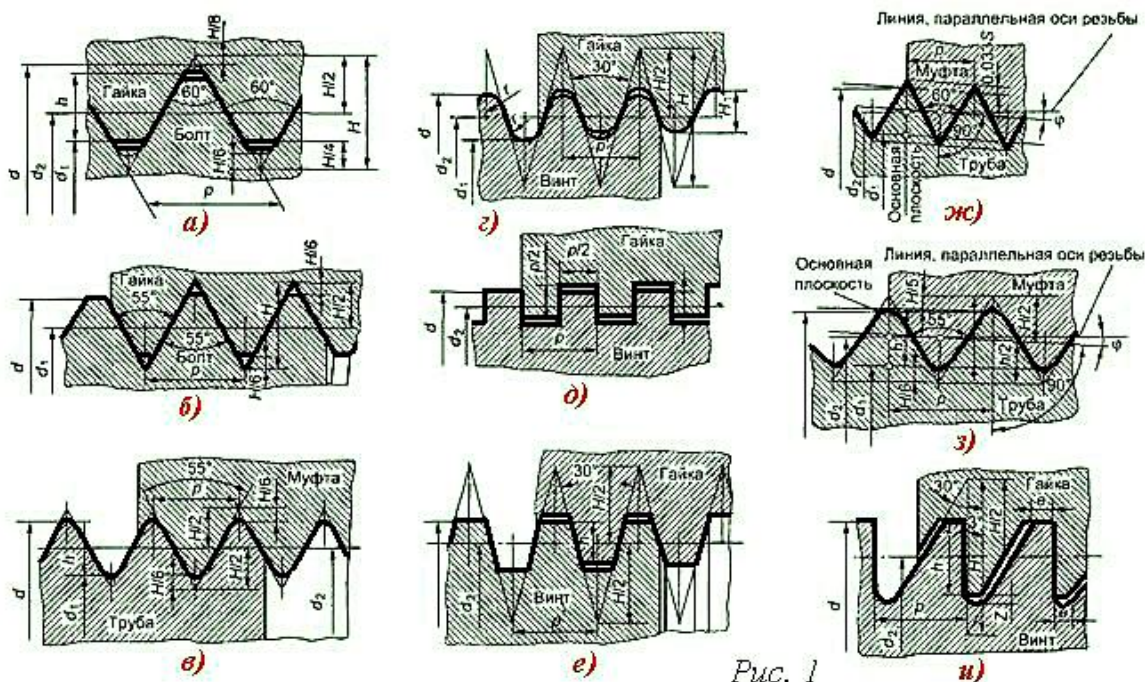 H/8
Гайка
60°
60°
h
H/2
H
Болт
d
d₂
d₁
H/6
H/4
p
а)
Гайка
30°
H/2
H
H₁
r
d
d₂
d₁
p
Винт
г)
Линия, параллельная оси резьбы
p
0,033S
Муфта
60°
90°
φ
d
d₂
d₁
Основная
плоскость
Труба
ж)
H/6
Гайка
55°
H
H/2
55°
Болт
d
d₁
p
H/6
б)
p/2
p/2
Гайка
d
d₂
p
Винт
д)
Основная
плоскость
Линия, параллельная оси резьбы
H/5
Муфта
55°
H/2
φ
h
h/2
H/6
p
90°
d₂
d₁
Труба
з)
55°
p
Муфта
H/6
H/2
h
H/6
H/2
d
d₁
d₂
Труба
в)
30°
H/2
Гайка
d
d₂
Винт
H/2
p
е)
30°
Гайка
e
H/2
h
H
d
p
d₂
Z
e
Винт
и)
Рис. 1